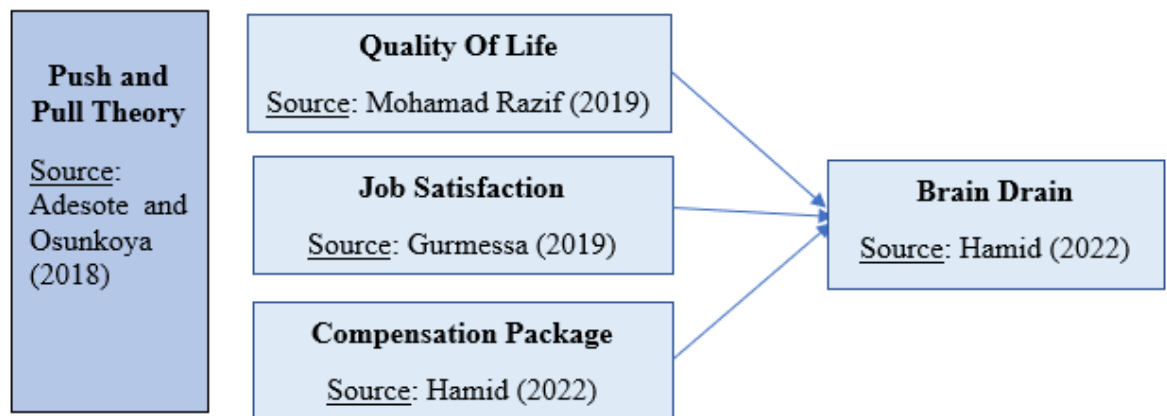 Push and
Pull Theory
Source:
Adesote and
Osunkoya
(2018)
Quality Of Life
Source: Mohamad Razif (2019)
Job Satisfaction
Source: Gurmessa (2019)
Compensation Package
Source: Hamid (2022)
Brain Drain
Source: Hamid (2022)